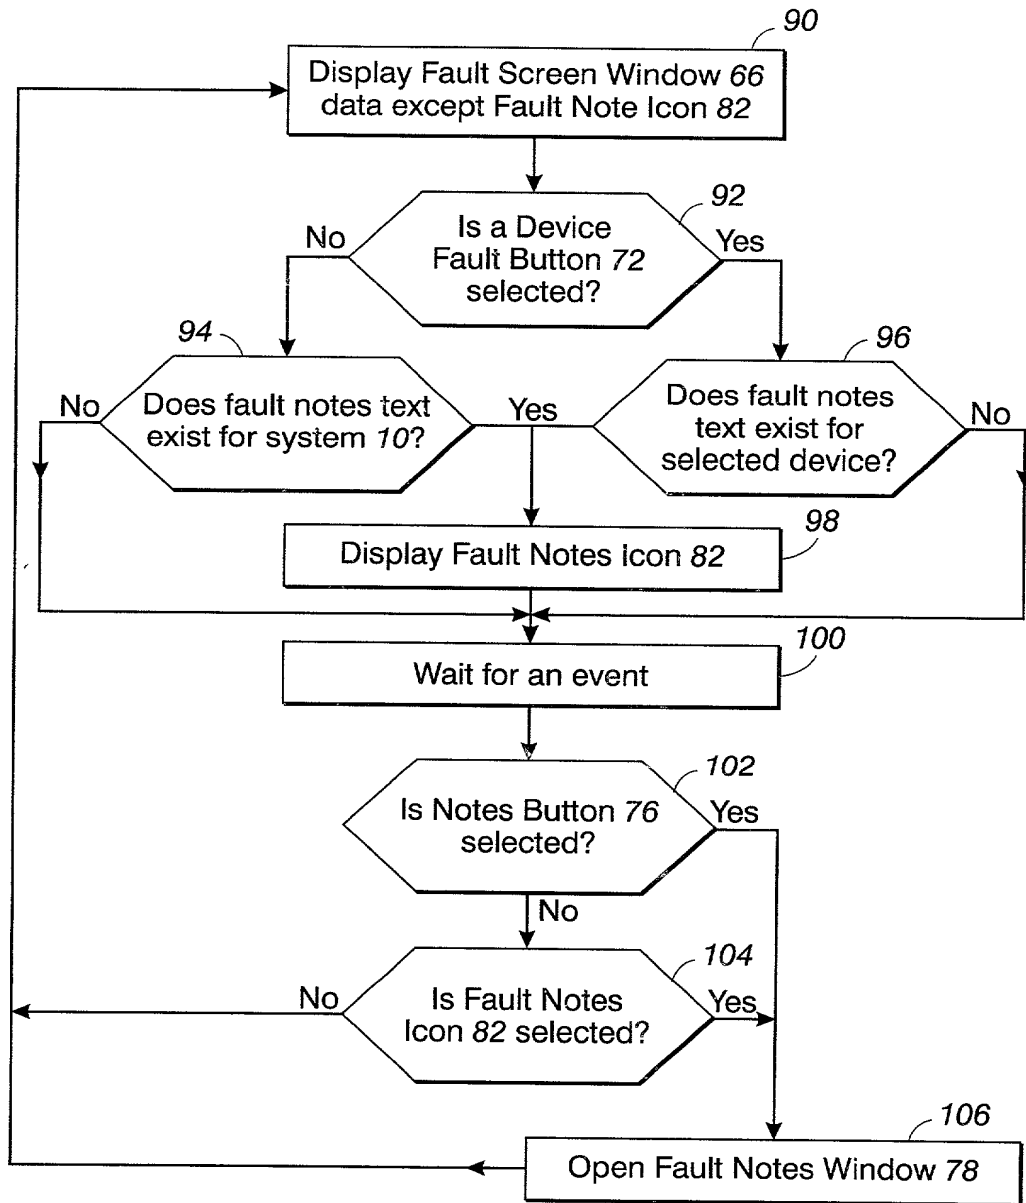 90
Display Fault Screen Window 66
data except Fault Note Icon 82
92
Is a Device
Fault Button 72
selected?
No
Yes
94
96
No
Does fault notes text
exist for system 10?
Yes
Does fault notes
text exist for
selected device?
No
98
Display Fault Notes Icon 82
100
Wait for an event
102
Is Notes Button 76
selected?
Yes
No
104
No
Is Fault Notes
Icon 82 selected?
Yes
106
Open Fault Notes Window 78